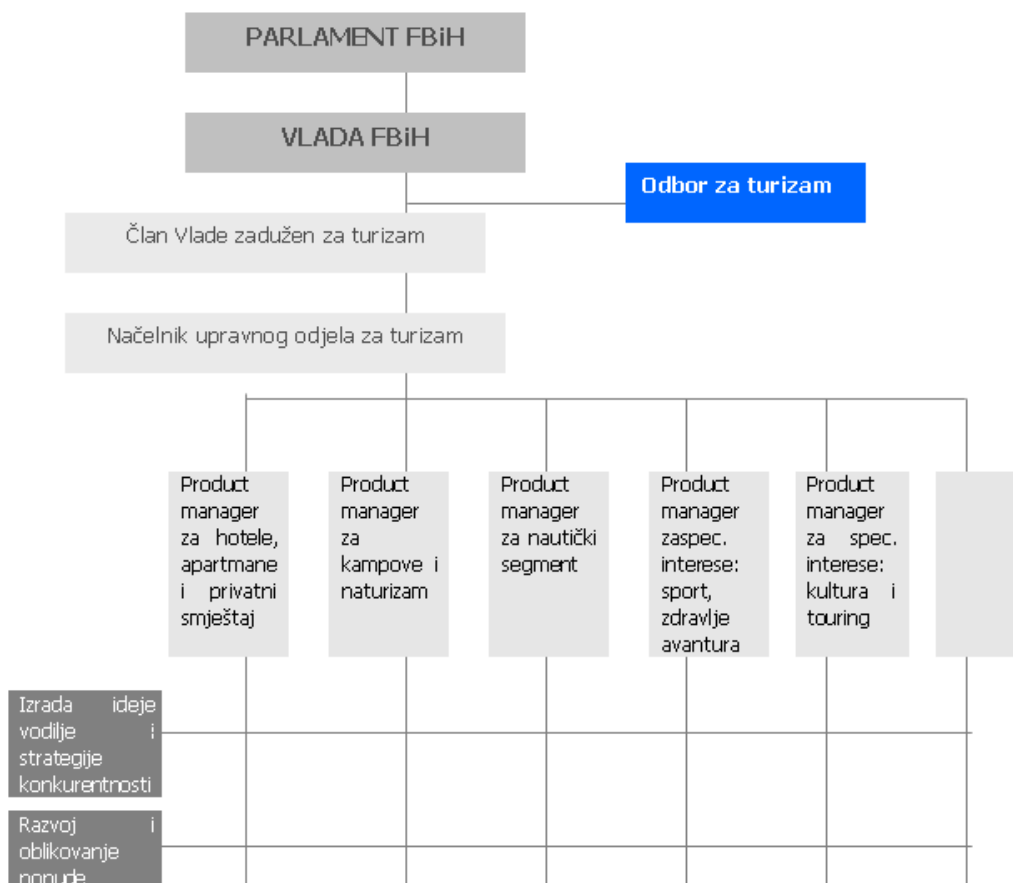 PARLAMENT FBiH
VLADA FBiH
Odbor za turizam
Član Vlade zadužen za turizam
Načelnik upravnog odjela za turizam
Product
manager
za hotele,
apartmane
i privatni
smještaj
Product
manager
za
kampove i
naturizam
Product
manager
za nautički
segment
Product
manager
zaspec.
interese:
sport,
zdravlje
avantura
Product
manager
za spec.
interese:
kultura i
touring
Izrada ideje
vodilje i
strategije
konkurentnosti
Razvoj i
oblikovanje
ponude